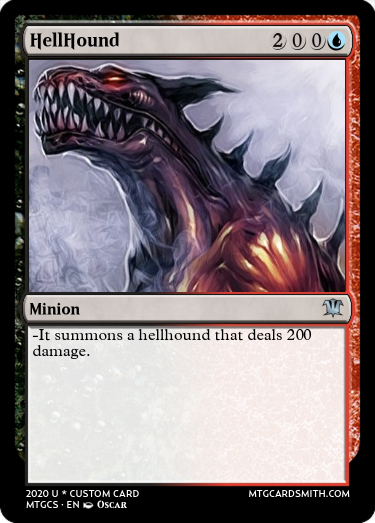 HellHound 2 0 0
Minion
-It summons a hellhound that deals 200
damage.
2020 U * CUSTOM CARD MTGCARDSMITH.COM
MTGCS · EN OSCAR